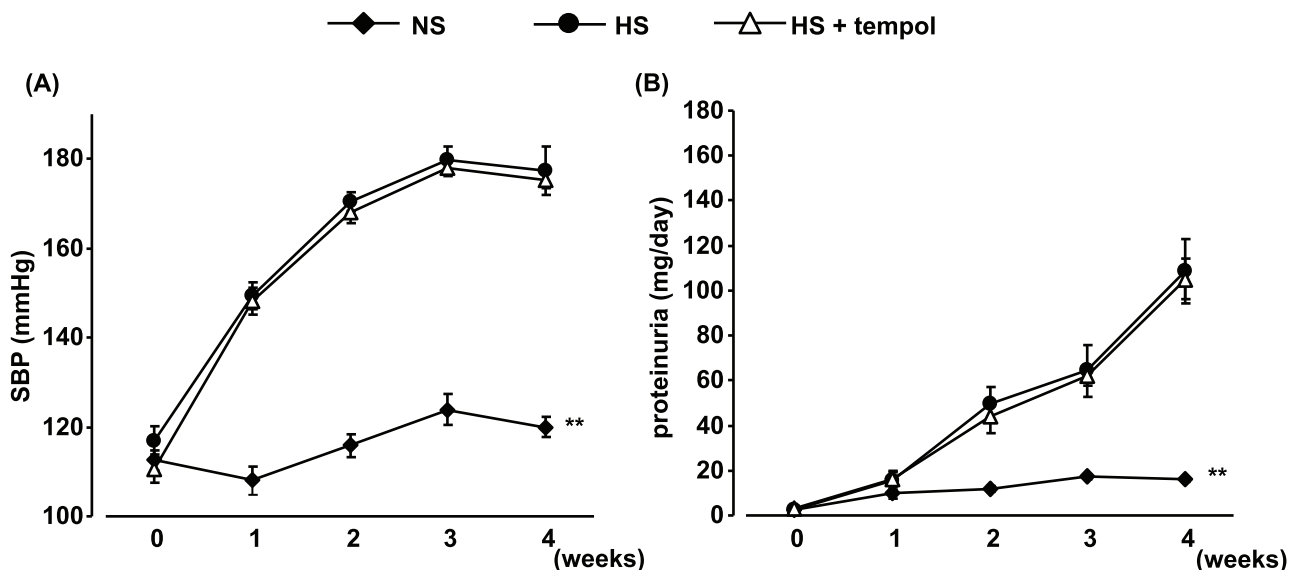 NS HS HS + tempol
(A)
SBP (mmHg)
180
160
140
120
100
**
0 1 2 3 4
(weeks)
(B)
proteinuria (mg/day)
180
160
140
120
100
80
60
40
20
0
**
0 1 2 3 4
(weeks)